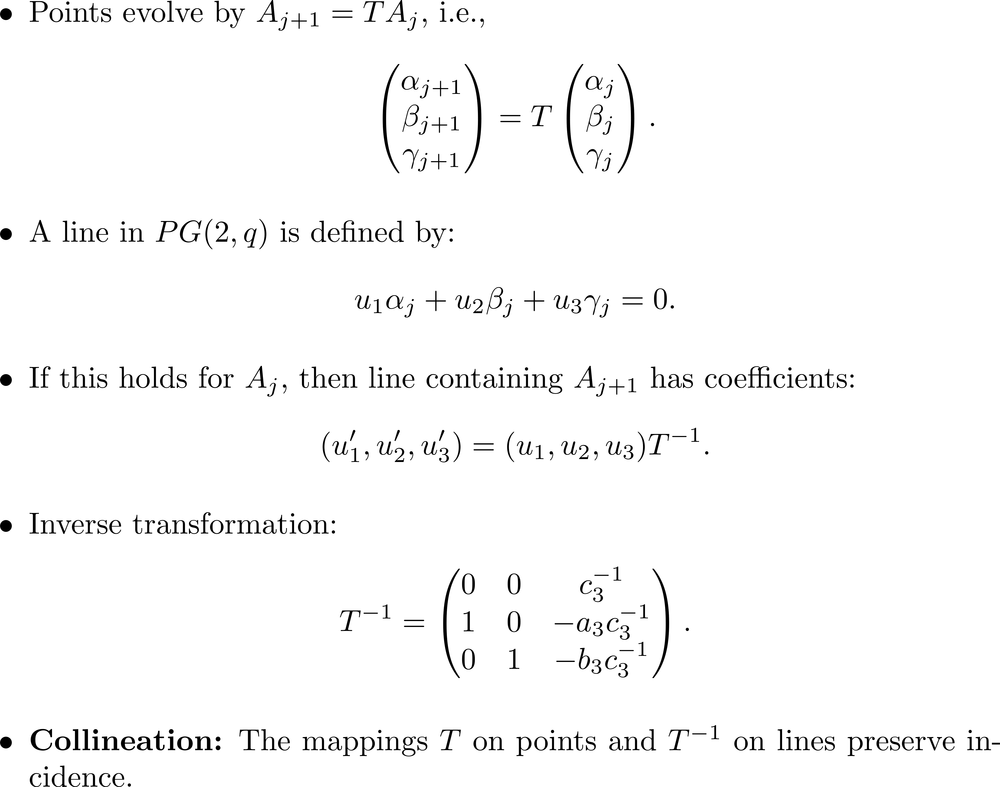 • Points evolve by $A_{j+1} = TA_j$, i.e.,
$$\begin{pmatrix} \alpha_{j+1} \\ \beta_{j+1} \\ \gamma_{j+1} \end{pmatrix} = T \begin{pmatrix} \alpha_j \\ \beta_j \\ \gamma_j \end{pmatrix}.$$
• A line in $PG(2, q)$ is defined by:
$$u_1\alpha_j + u_2\beta_j + u_3\gamma_j = 0.$$
• If this holds for $A_j$, then line containing $A_{j+1}$ has coefficients:
$$(u_1', u_2', u_3') = (u_1, u_2, u_3)T^{-1}.$$
• Inverse transformation:
$$T^{-1} = \begin{pmatrix} 0 & 0 & c_3^{-1} \\ 1 & 0 & -a_3c_3^{-1} \\ 0 & 1 & -b_3c_3^{-1} \end{pmatrix}.$$
• **Collineation:** The mappings $T$ on points and $T^{-1}$ on lines preserve in-
cidence.